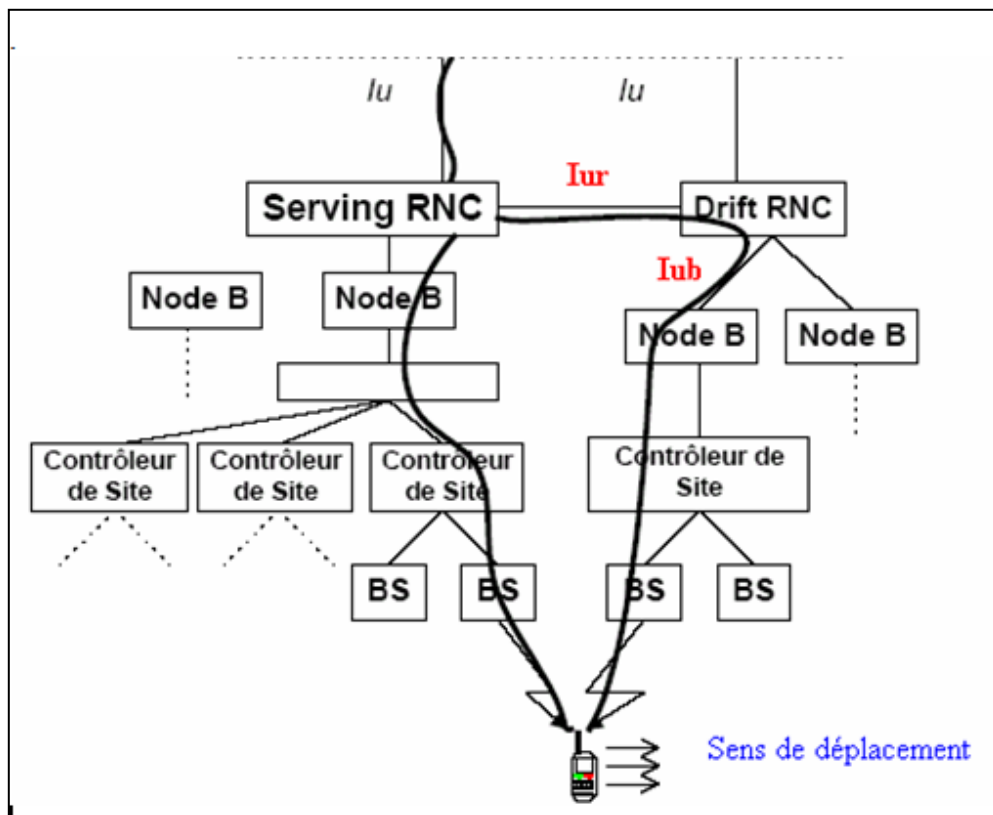 Iu
Iu
Iur
Serving RNC
Drift RNC
Iub
Node B
Node B
Node B
Node B
Contrôleur
de Site
Contrôleur
de Site
Contrôleur
de Site
Contrôleur de
Site
BS
BS
BS
BS
Sens de déplacement